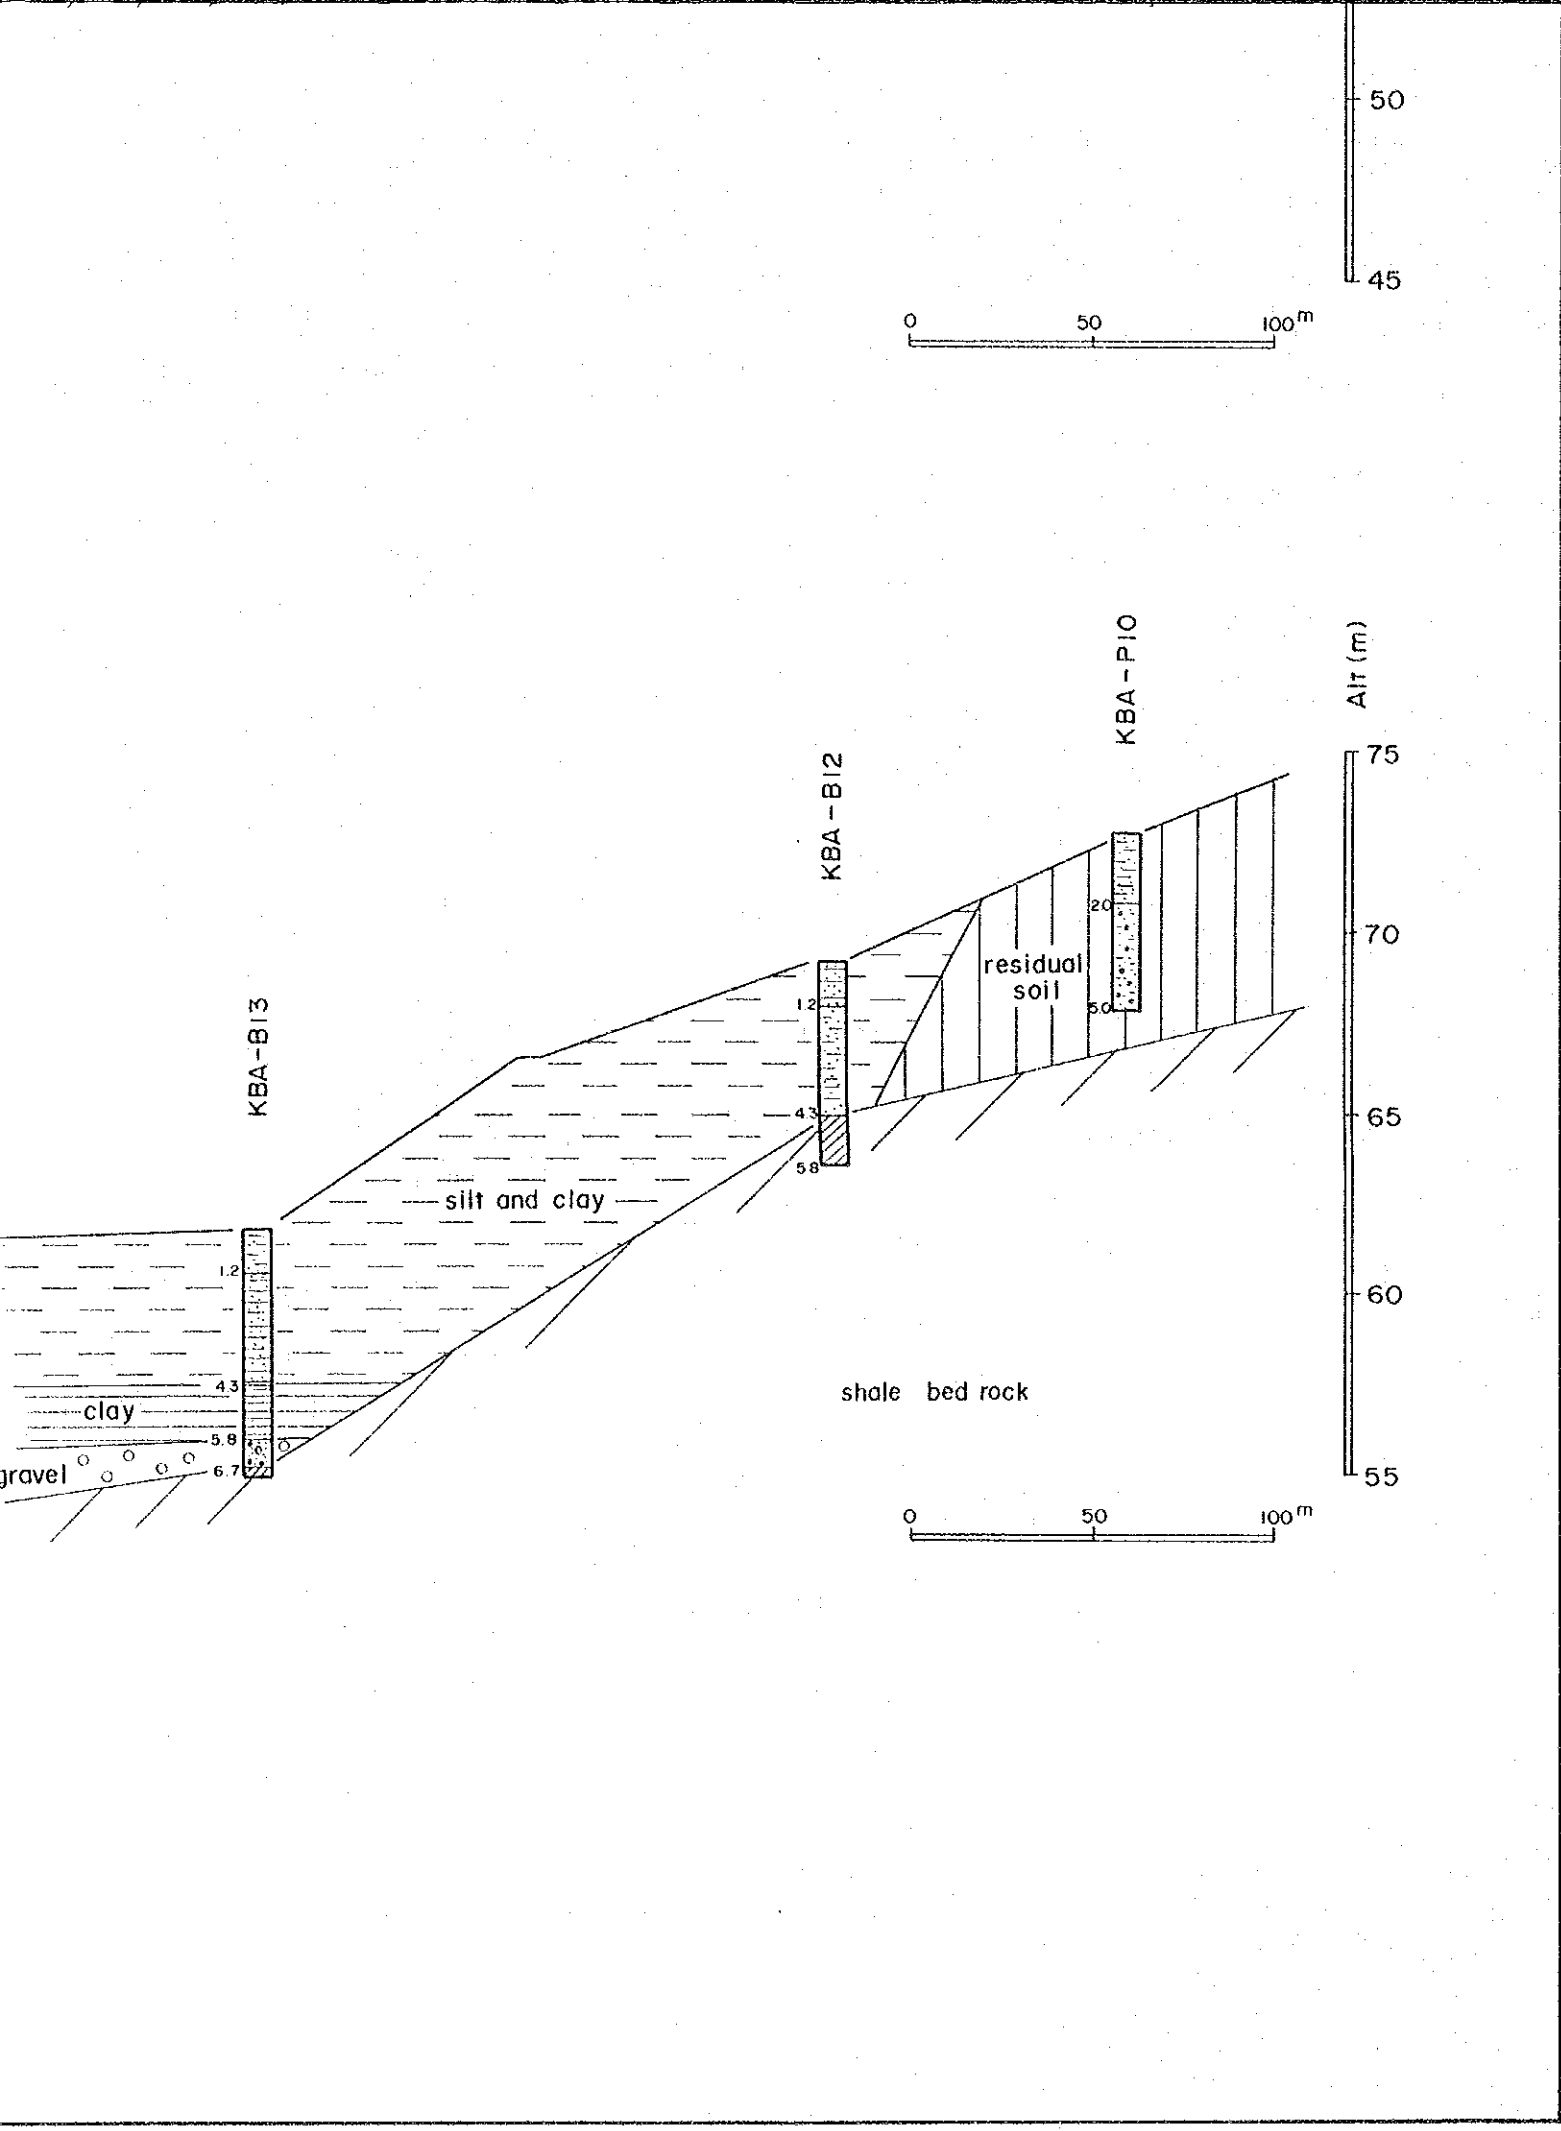 50
45
0 50 100m
KBA-P10
Alt (m)
KBA-B12
75
2.0
70
residual
soil
KBA-B13
1.2
5.0
4.3
65
5.8
silt and clay
1.2
60
4.3
shale bed rock
clay
5.8
gravel
6.7
55
0 50 100m